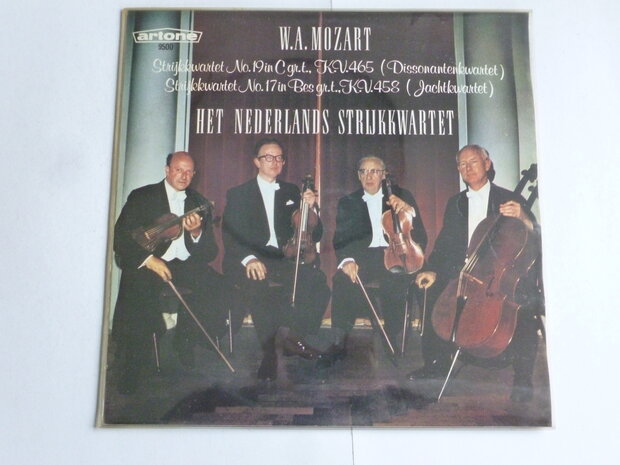 artone
9500
W.A. MOZART
Strijkkwartet No. 19 in C gr.t., K.V. 465 (Dissonantenkwartet)
Strijkkwartet No. 17 in Bes gr.t., K.V. 458 (Jachtkwartet)
HET NEDERLANDS STRIJKKWARTET